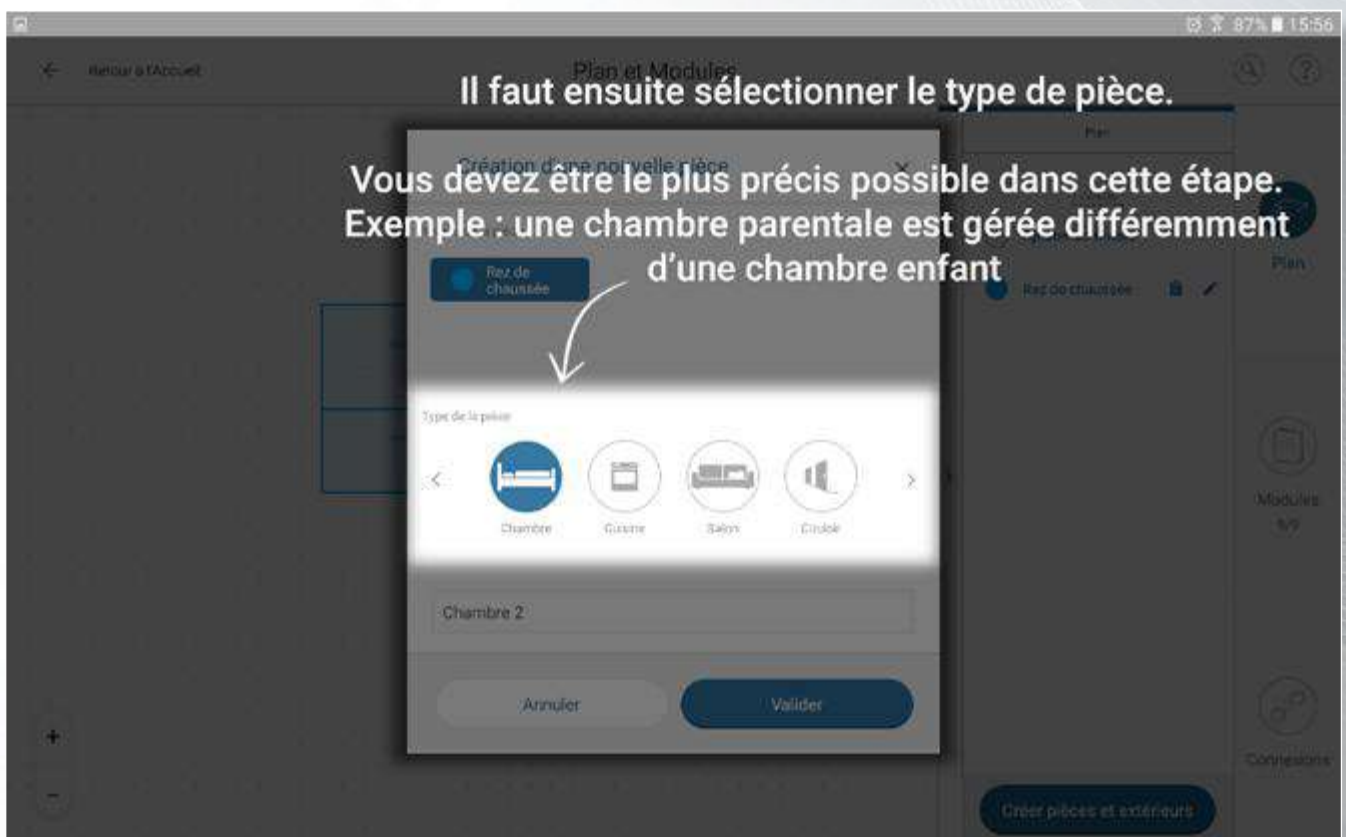 87% 15:56
Retour à l'Accueil
Plan et Modules
Il faut ensuite sélectionner le type de pièce.
Plan
Création d'une nouvelle pièce
Vous devez être le plus précis possible dans cette étape.
Exemple : une chambre parentale est gérée différemment
d'une chambre enfant
Rez de
chaussée
Plan
Rez de chaussée
Type de la pièce
Chambre
Cuisine
Salon
Couloir
Modules
Chambre 2
Annuler
Valider
Connexions
Créer pièces et extérieurs